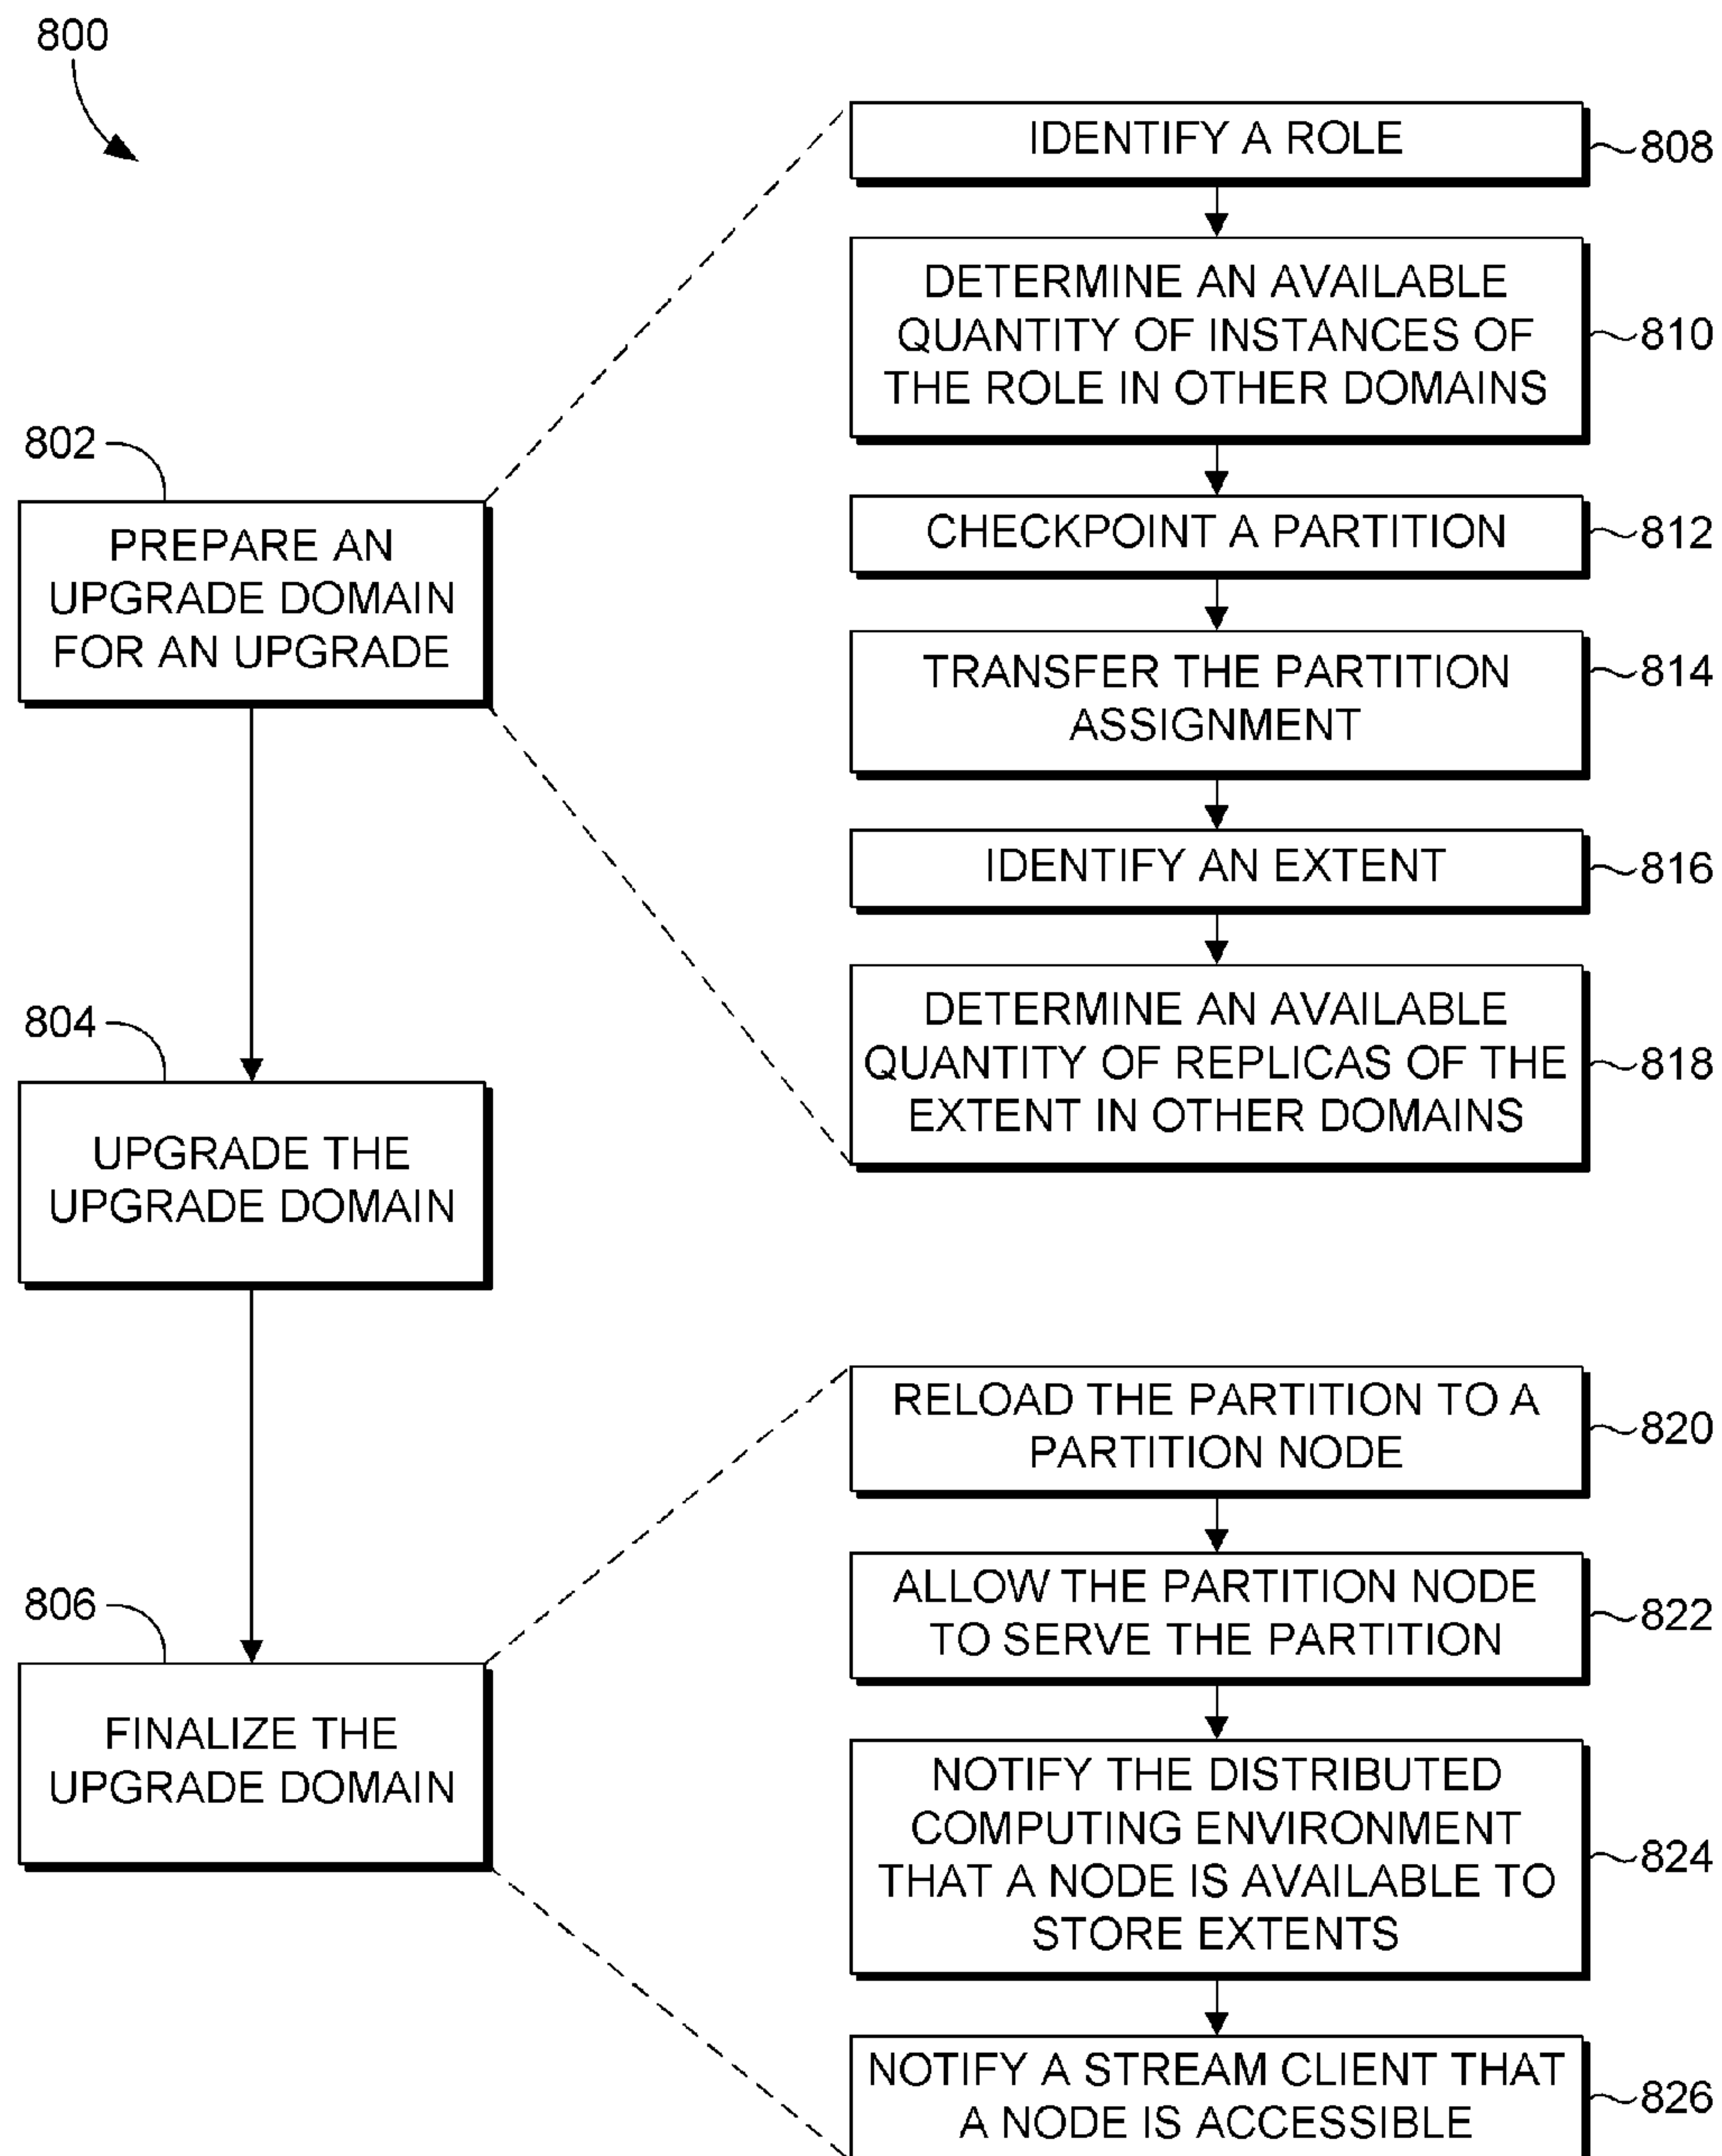 800
802
PREPARE AN
UPGRADE DOMAIN
FOR AN UPGRADE
804
UPGRADE THE
UPGRADE DOMAIN
806
FINALIZE THE
UPGRADE DOMAIN
IDENTIFY A ROLE
808
DETERMINE AN AVAILABLE
QUANTITY OF INSTANCES OF
THE ROLE IN OTHER DOMAINS
810
CHECKPOINT A PARTITION
812
TRANSFER THE PARTITION
ASSIGNMENT
814
IDENTIFY AN EXTENT
816
DETERMINE AN AVAILABLE
QUANTITY OF REPLICAS OF THE
EXTENT IN OTHER DOMAINS
818
RELOAD THE PARTITION TO A
PARTITION NODE
820
ALLOW THE PARTITION NODE
TO SERVE THE PARTITION
822
NOTIFY THE DISTRIBUTED
COMPUTING ENVIRONMENT
THAT A NODE IS AVAILABLE TO
STORE EXTENTS
824
NOTIFY A STREAM CLIENT THAT
A NODE IS ACCESSIBLE
826